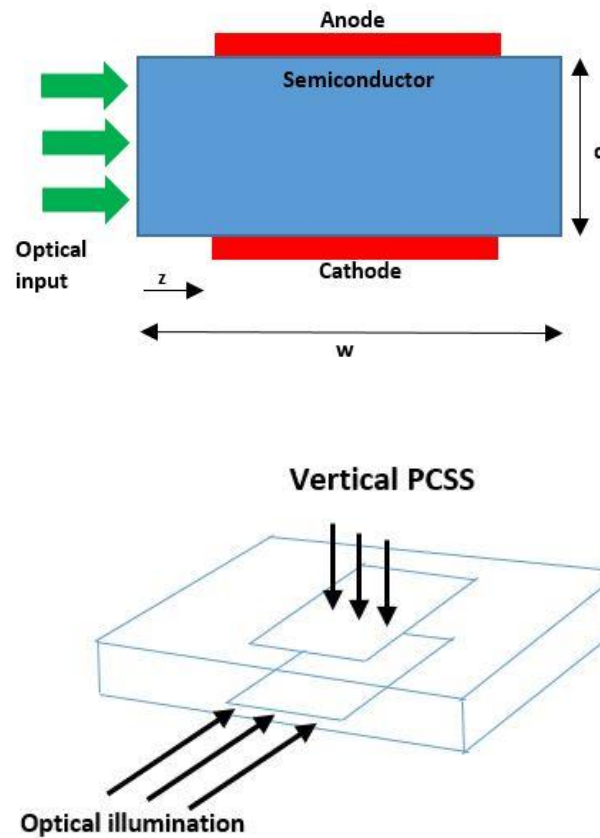 Anode
Semiconductor
Optical
input
z
Cathode
w
Vertical PCSS
Optical illumination